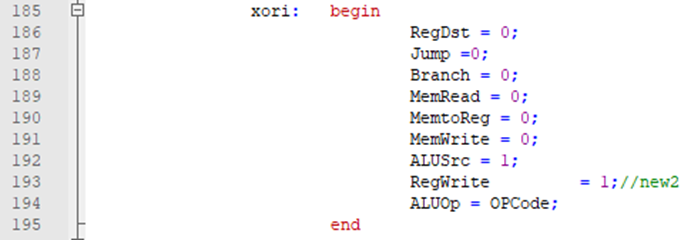 185 xori: begin
186 RegDst = 0;
187 Jump =0;
188 Branch = 0;
189 MemRead = 0;
190 MemtoReg = 0;
191 MemWrite = 0;
192 ALUSrc = 1;
193 RegWrite = 1;//new2
194 ALUOp = OPCode;
195 end